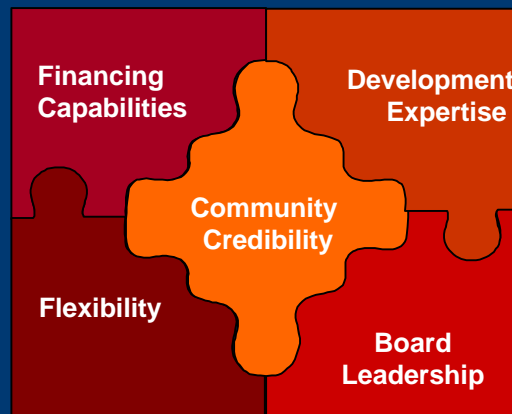 Financing
Capabilities
Development
Expertise
Community
Credibility
Flexibility
Board
Leadership